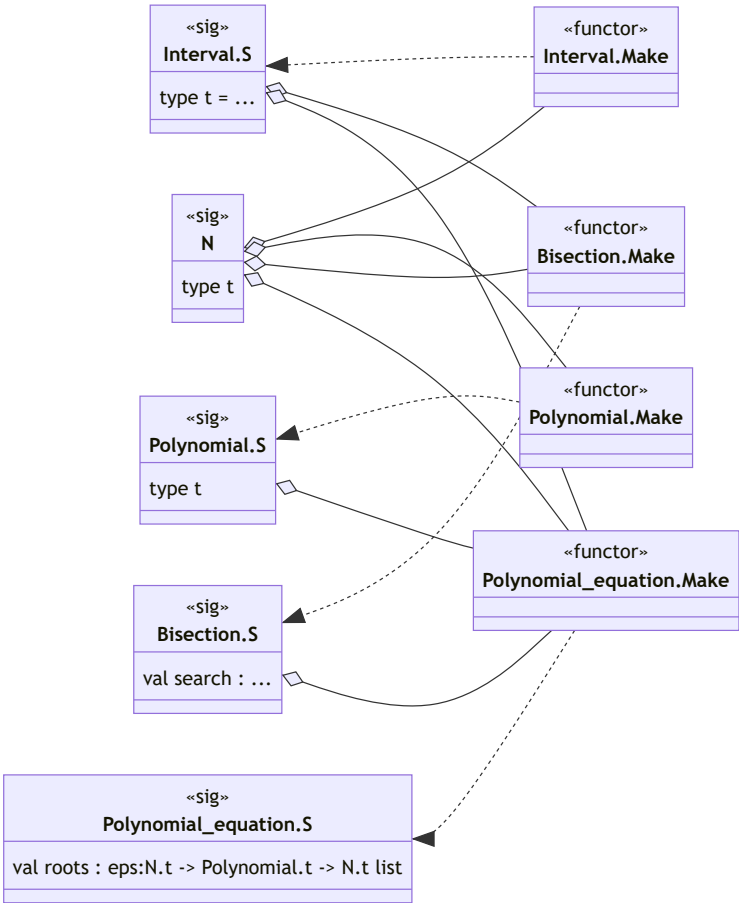 «sig»
Interval.S
type t = ...
«functor»
Interval.Make
«sig»
N
type t
«functor»
Bisection.Make
«functor»
Polynomial.Make
«sig»
Polynomial.S
type t
«functor»
Polynomial_equation.Make
«sig»
Bisection.S
val search : ...
«sig»
Polynomial_equation.S
val roots : eps:N.t -> Polynomial.t -> N.t list